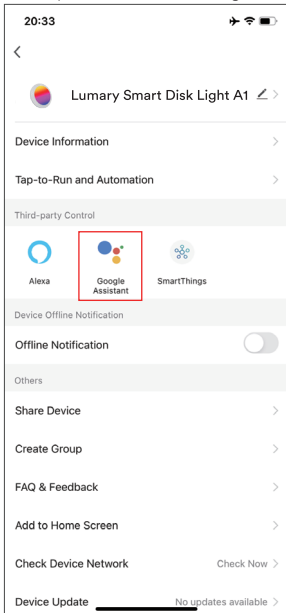 20:33
Lumary Smart Disk Light A1
Device Information
Tap-to-Run and Automation
Third-party Control
Alexa
Google
Assistant
SmartThings
Device Offline Notification
Offline Notification
Others
Share Device
Create Group
FAQ & Feedback
Add to Home Screen
Check Device Network Check Now
Device Update No updates available